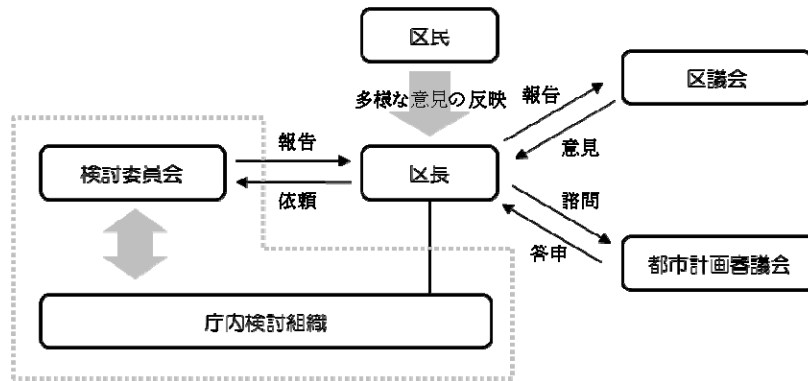 区民
多様な意見の反映
報告
区議会
意見
検討委員会
報告
依頼
区長
諮問
答申
都市計画審議会
庁内検討組織